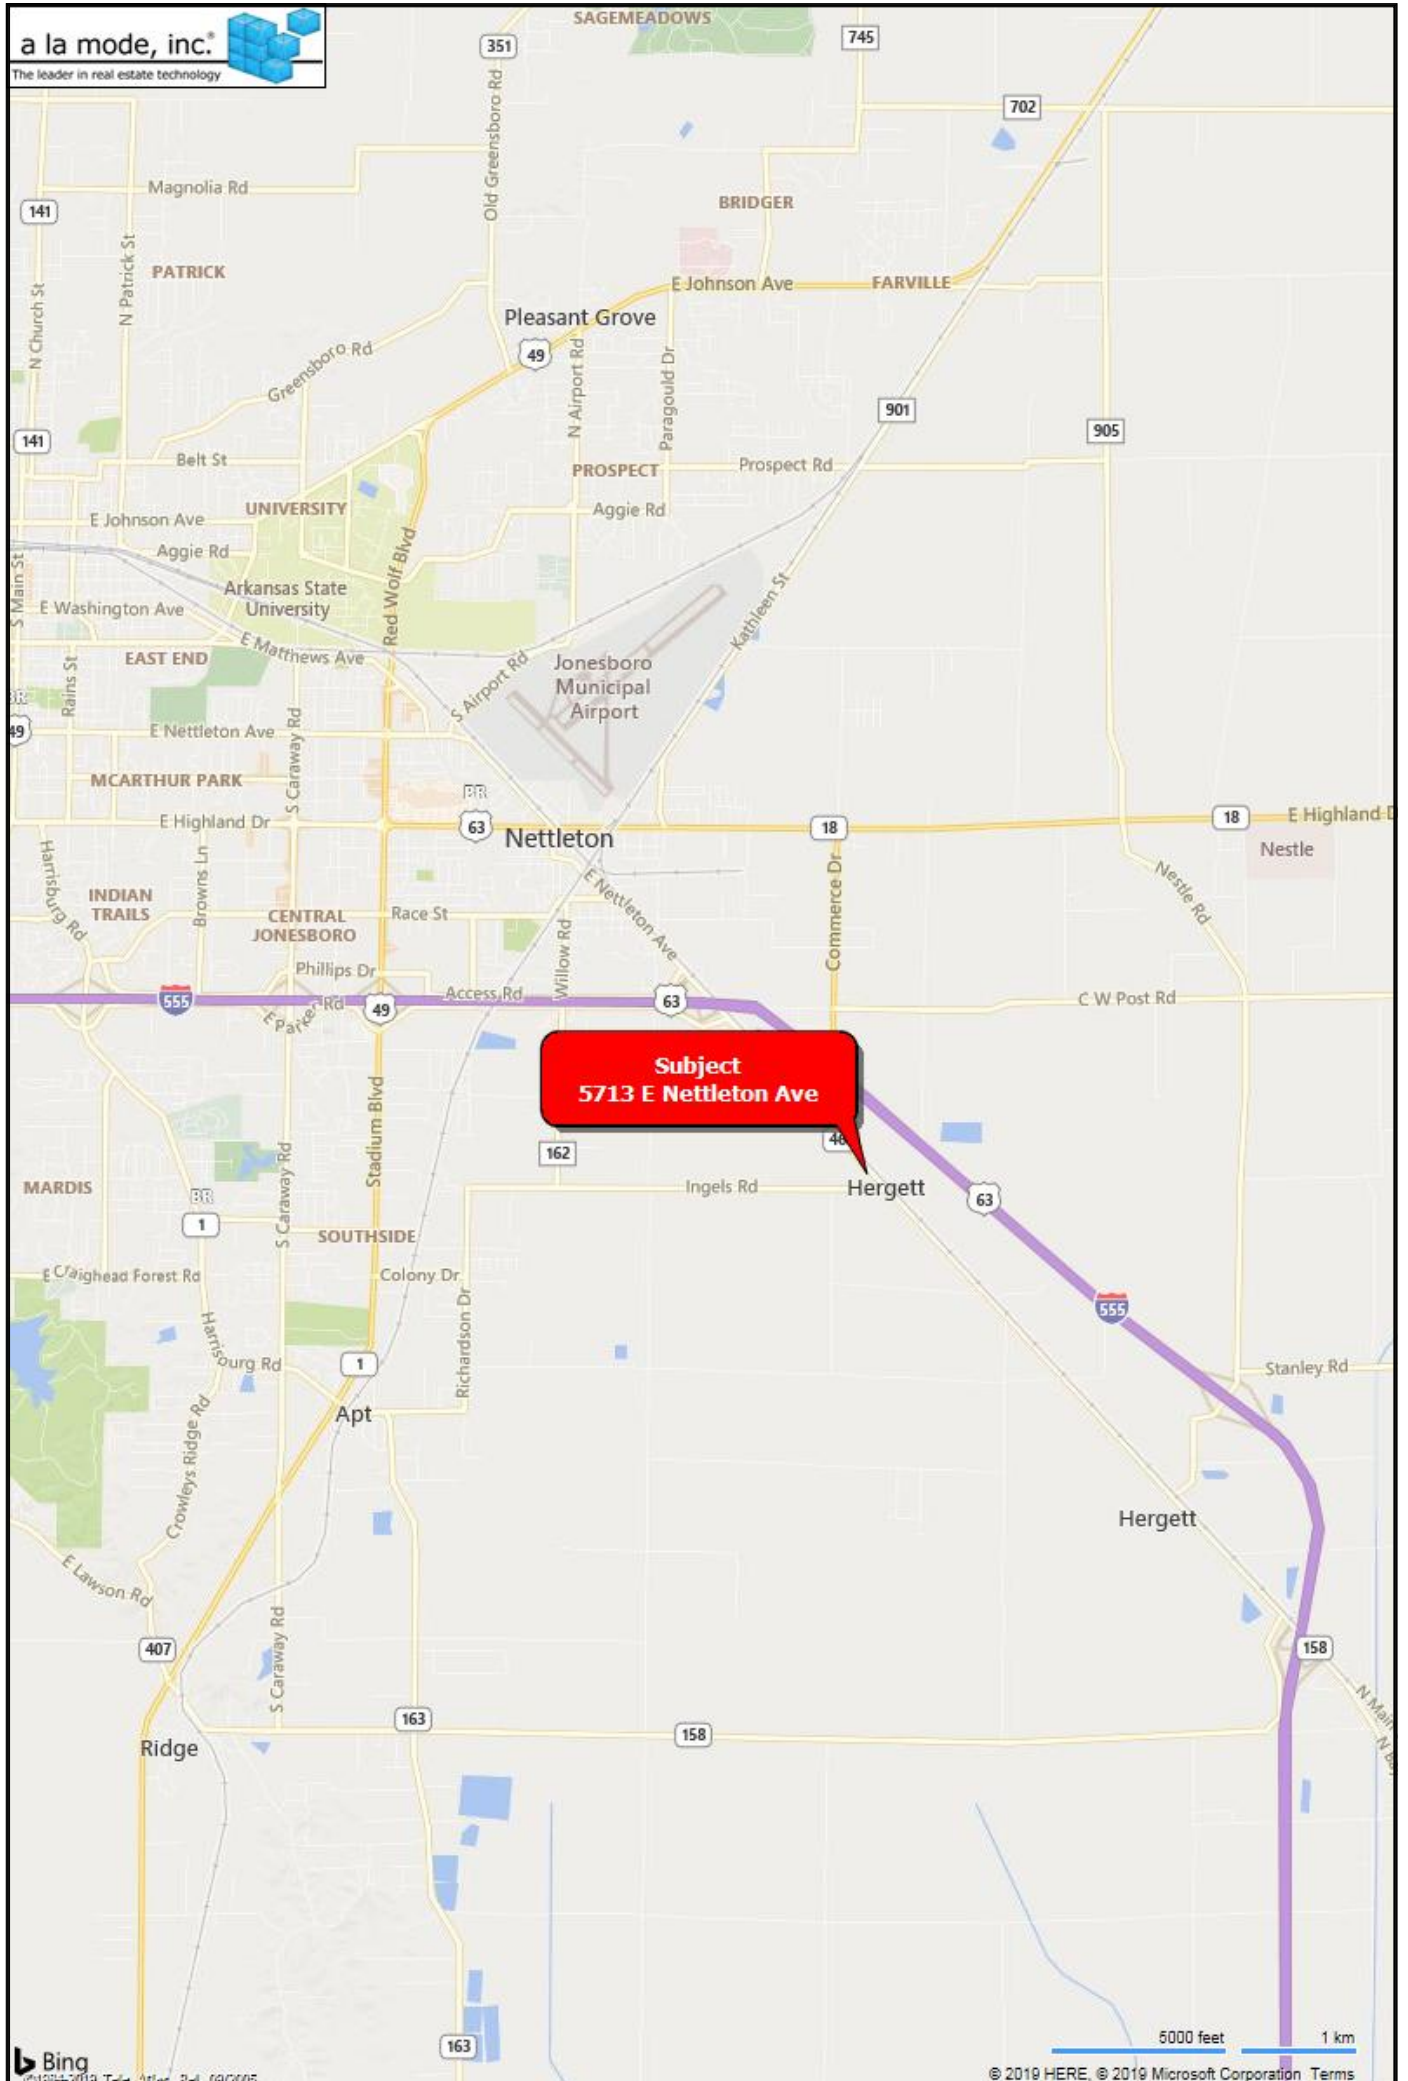 a la mode, inc.®
The leader in real estate technology
SAGEMEADOWS
351
745
702
Old Greensboro Rd
Magnolia Rd
141
BRIDGER
N Patrick St
PATRICK
N Church St
E Johnson Ave
FARVILLE
Pleasant Grove
49
Greensboro Rd
N Airport Rd
Paragould Dr
901
905
141
Belt St
PROSPECT
Prospect Rd
UNIVERSITY
E Johnson Ave
Aggie Rd
Aggie Rd
Red Wolf Blvd
S Main St
Arkansas State
University
E Washington Ave
Kathleen St
E Matthews Ave
EAST END
Rains St
S Airport Rd
Jonesboro
Municipal
Airport
49
E Nettleton Ave
S Caraway Rd
MCARTHUR PARK
BR
63
E Highland Dr
Nettleton
18
18
E Highland D
Nestle
Harrisburg Rd
Browns Ln
INDIAN
TRAILS
CENTRAL
JONESBORO
Race St
E Nettleton Ave
Commerce Dr
Nestle Rd
Willow Rd
Phillips Dr
Access Rd
555
E Parker Rd
49
63
C W Post Rd
Subject
5713 E Nettleton Ave
Stadium Blvd
46
162
S Caraway Rd
MARDIS
BR
1
Ingels Rd
Hergett
63
SOUTHSIDE
E Craighead Forest Rd
Colony Dr
Richardson Dr
555
Harrisburg Rd
1
Stanley Rd
Apt
Crowleys Ridge Rd
Hergett
E Lawson Rd
S Caraway Rd
407
158
N Main
163
158
Ridge
163
Bing
5000 feet
1 km
© 2019 HERE, © 2019 Microsoft Corporation Terms